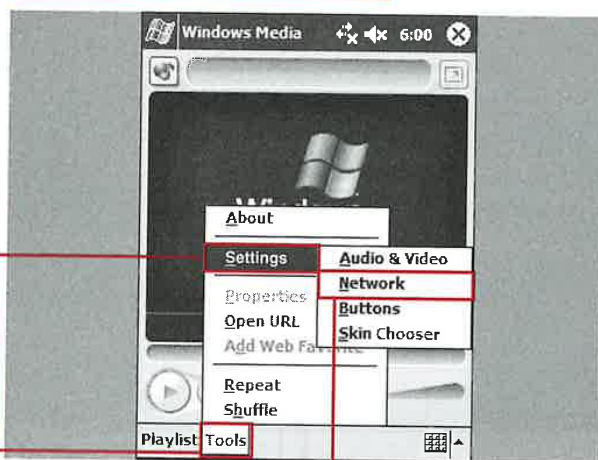 Windows Media 6:00
About
Settings
Audio & Video
Network
Properties
Buttons
Open URL
Skin Chooser
Add Web Favorite
Repeat
Shuffle
Playlist Tools